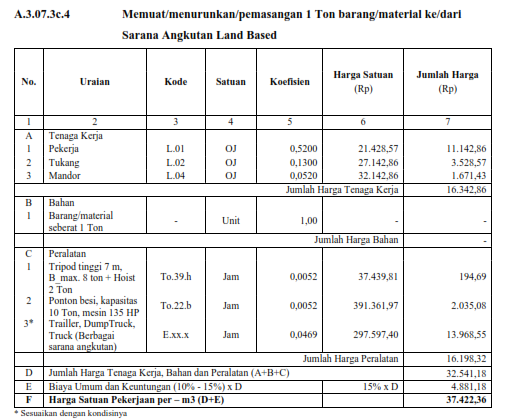 A.3.07.3c.4 Memuat/menurunkan/pemasangan 1 Ton barang/material ke/dari
Sarana Angkutan Land Based
No. Uraian Kode Satuan Koefisien Harga Satuan (Rp) Jumlah Harga (Rp)
1 2 3 4 5 6 7
A Tenaga Kerja
1 Pekerja L.01 OJ 0,5200 21.428,57 11.142,86
2 Tukang L.02 OJ 0,1300 27.142,86 3.528,57
3 Mandor L.04 OJ 0,0520 32.142,86 1.671,43
Jumlah Harga Tenaga Kerja 16.342,86
B Bahan
1 Barang/material
seberat 1 Ton - Unit 1,00 - -
Jumlah Harga Bahan -
C Peralatan
1 Tripod tinggi 7 m,
B_max. 8 ton + Hoist To.39.h Jam 0,0052 37.439,81 194,69
2 Ton
2 Ponton besi, kapasitas
10 Ton, mesin 135 HP To.22.b Jam 0,0052 391.361,97 2.035,08
3* Trailler, DumpTruck,
Truck (Berbagai E.xx.x Jam 0,0469 297.597,40 13.968,55
sarana angkutan)
Jumlah Harga Peralatan 16.198,32
D Jumlah Harga Tenaga Kerja, Bahan dan Peralatan (A+B+C) 32.541,18
E Biaya Umum dan Keuntungan (10% - 15%) x D 15% x D 4.881,18
F Harga Satuan Pekerjaan per – m3 (D+E) 37.422,36
* Sesuaikan dengan kondisinya